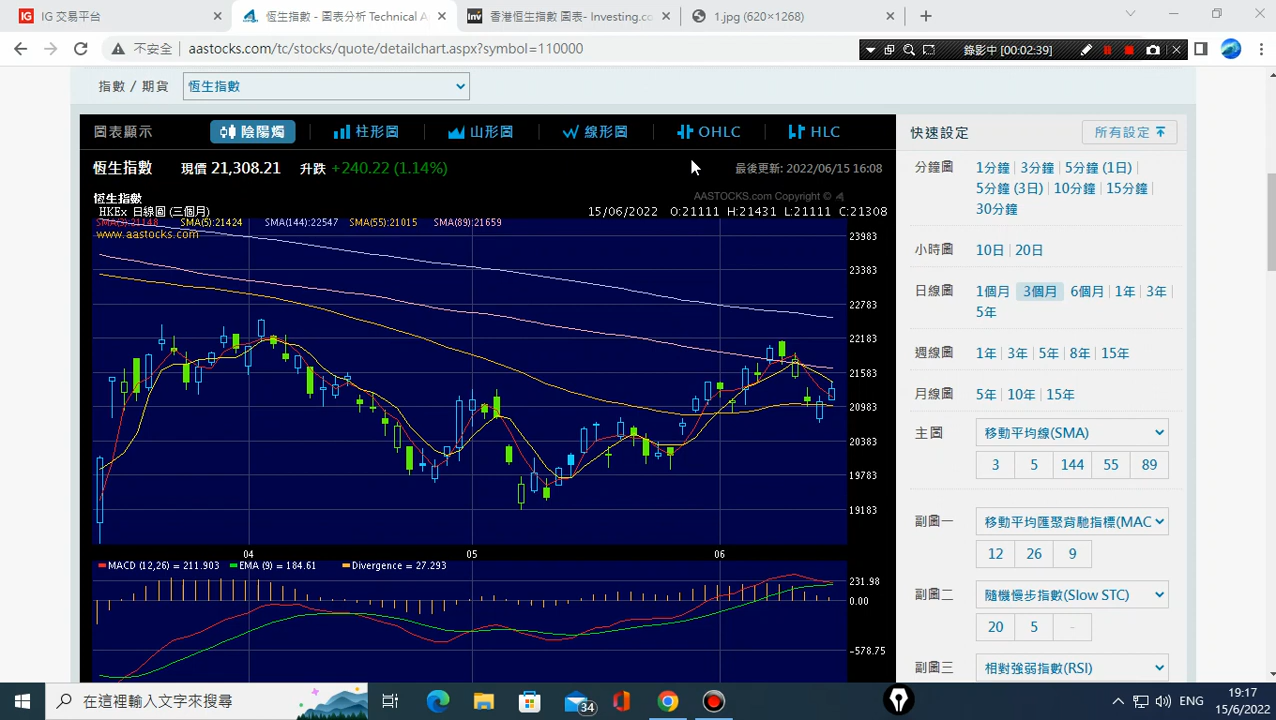 IG 交易平台
恆生指數 - 圖表分析 Technical A
香港恒生指數 圖表- Investing.co
1.jpg (620×1268)
不安全
aastocks.com/tc/stocks/quote/detailchart.aspx?symbol=110000
錄影中 [00:02:39]
指數 / 期貨
恆生指數
圖表顯示
陰陽燭
柱形圖
山形圖
線形圖
OHLC
HLC
恆生指數 現價 21,308.21 升跌 +240.22 (1.14%)
最後更新: 2022/06/15 16:08
恆生指數
AASTOCKS.com Copyright ©
HKEx 日線圖 (三個月)
15/06/2022 O:21111 H:21431 L:21111 C:21308
SMA(5):21424 SMA(144):22547 SMA(55):21015 SMA(89):21659
www.aastocks.com
23983
23383
22783
22183
21583
20983
20383
19783
19183
04 05 06
MACD (12,26) = 211.903 EMA (9) = 184.61 Divergence = 27.293
231.98
0.00
-578.75
快速設定
所有設定
分鐘圖
1分鐘 3分鐘 5分鐘 (1日)
5分鐘 (3日) 10分鐘 15分鐘
30分鐘
小時圖
10日 20日
日線圖
1個月 3個月 6個月 1年 3年
5年
週線圖
1年 3年 5年 8年 15年
月線圖
5年 10年 15年
主圖
移動平均線(SMA)
3 5 144 55 89
副圖一
移動平均匯聚背馳指標(MAC
12 26 9
副圖二
隨機慢步指數(Slow STC)
20 5 -
副圖三
相對強弱指數(RSI)
在這裡輸入文字來搜尋
34
ENG
19:17
15/6/2022